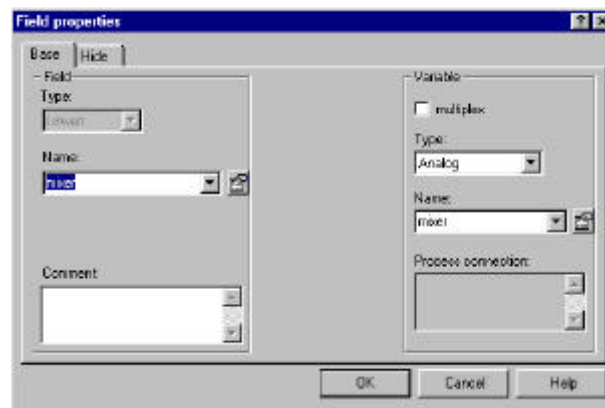 Field properties
Base Hide
Field
Type:
Name:
mixer
Comment:
Variable
multiplex
Type:
Analog
Name:
mixer
Process connection:
OK Cancel Help